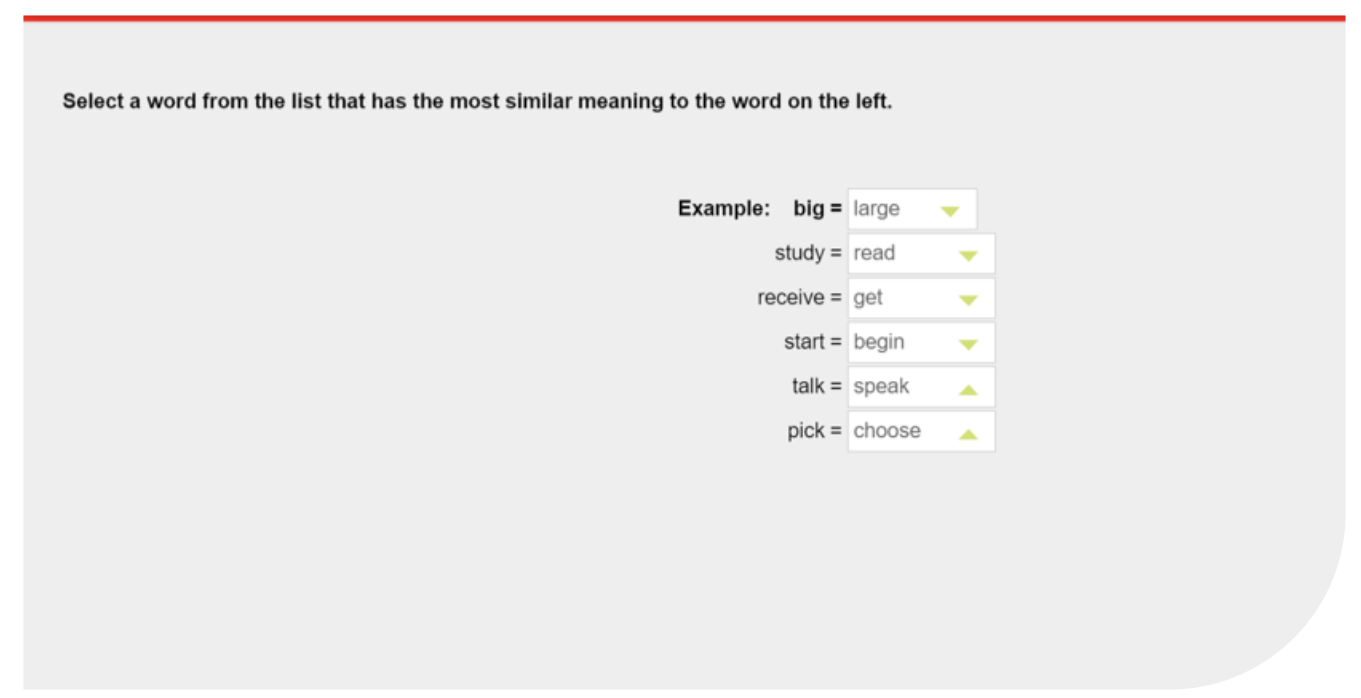 Select a word from the list that has the most similar meaning to the word on the left.
Example: big = large
study = read
receive = get
start = begin
talk = speak
pick = choose